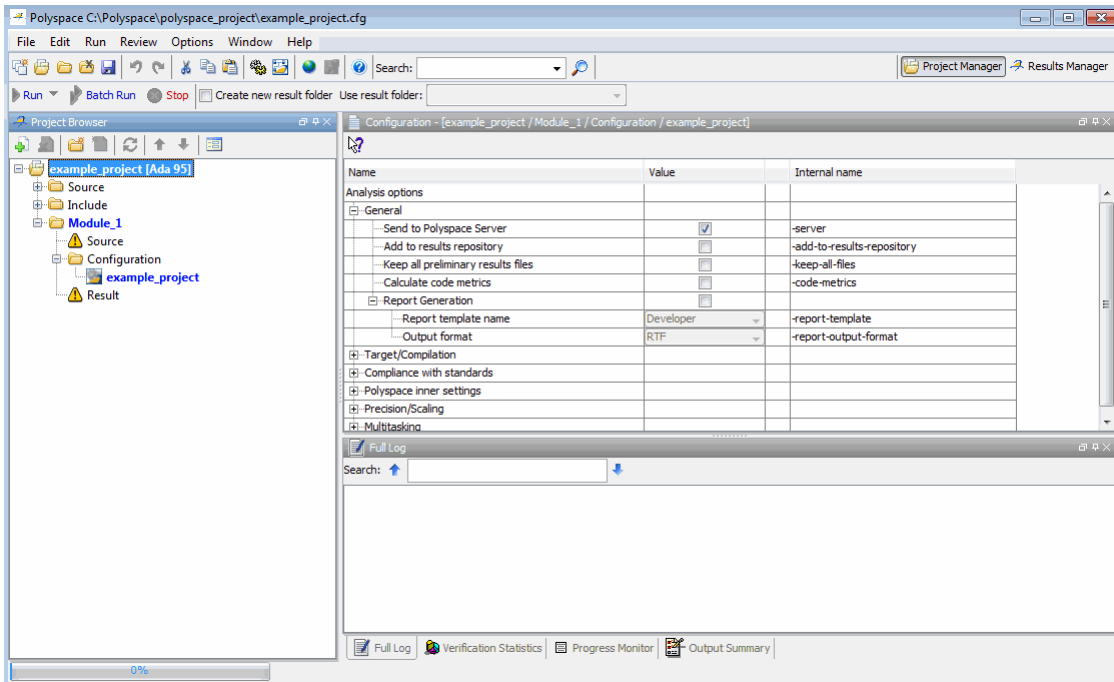 Polyspace C:\Polyspace\polyspace_project\example_project.cfg
File Edit Run Review Options Window Help
Search:
Project Manager Results Manager
Run Batch Run Stop Create new result folder Use result folder:
Project Browser
example_project [Ada 95]
Source
Include
Module_1
Source
Configuration
example_project
Result
Configuration - [example_project / Module_1 / Configuration / example_project]
Name Value Internal name
Analysis options
General
Send to Polyspace Server -server
Add to results repository -add-to-results-repository
Keep all preliminary results files -keep-all-files
Calculate code metrics -code-metrics
Report Generation
Report template name Developer -report-template
Output format RTF -report-output-format
Target/Compilation
Compliance with standards
Polyspace inner settings
Precision/Scaling
Multitasking
Full Log
Search:
Full Log Verification Statistics Progress Monitor Output Summary
0%